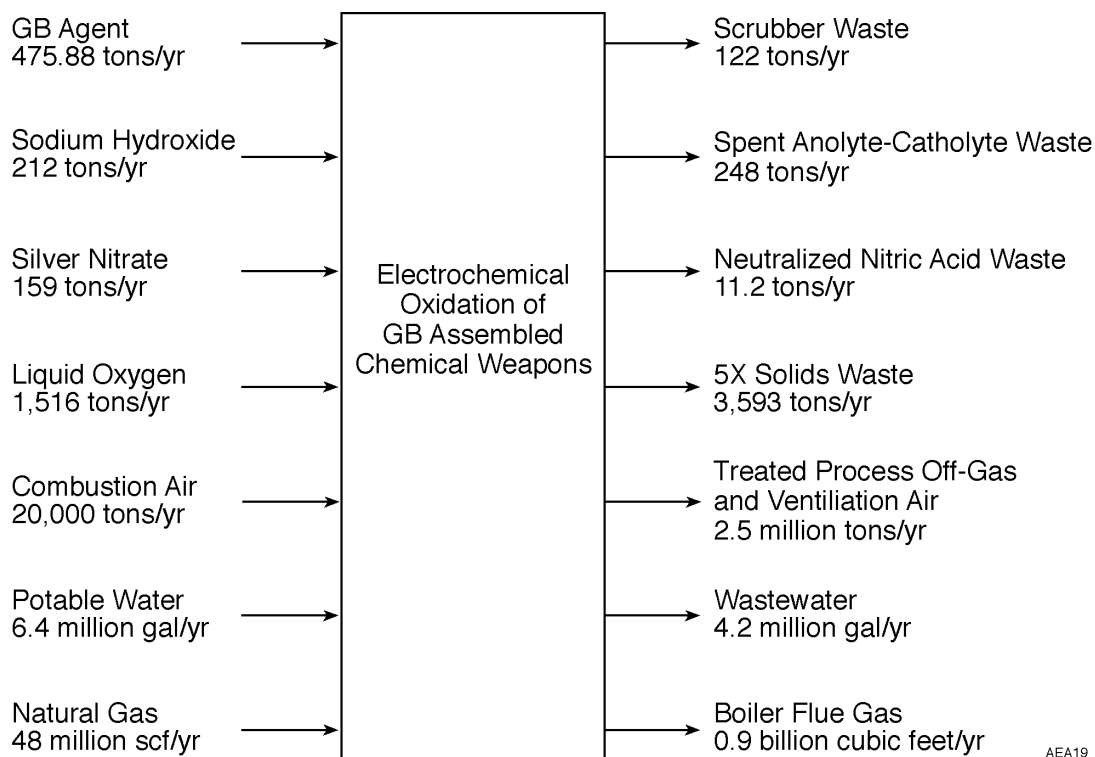 GB Agent
475.88 tons/yr
Sodium Hydroxide
212 tons/yr
Silver Nitrate
159 tons/yr
Liquid Oxygen
1,516 tons/yr
Combustion Air
20,000 tons/yr
Potable Water
6.4 million gal/yr
Natural Gas
48 million scf/yr
Electrochemical
Oxidation of
GB Assembled
Chemical Weapons
Scrubber Waste
122 tons/yr
Spent Anolyte-Catholyte Waste
248 tons/yr
Neutralized Nitric Acid Waste
11.2 tons/yr
5X Solids Waste
3,593 tons/yr
Treated Process Off-Gas
and Ventiliation Air
2.5 million tons/yr
Wastewater
4.2 million gal/yr
Boiler Flue Gas
0.9 billion cubic feet/yr
AEA19